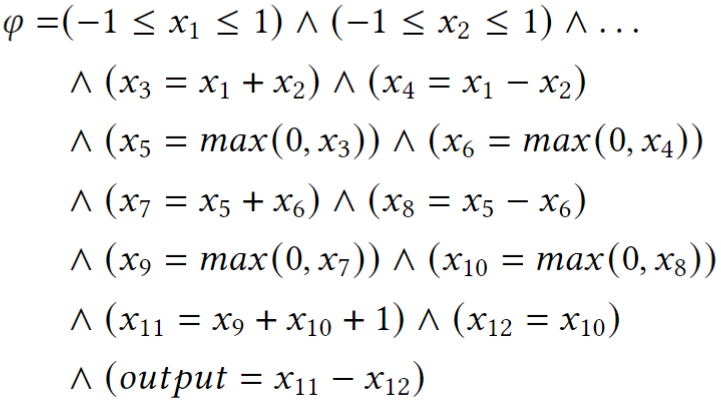 φ =(−1 ≤ x₁ ≤ 1) ∧ (−1 ≤ x₂ ≤ 1) ∧ …
∧ (x₃ = x₁ + x₂) ∧ (x₄ = x₁ − x₂)
∧ (x₅ = max(0, x₃)) ∧ (x₆ = max(0, x₄))
∧ (x₇ = x₅ + x₆) ∧ (x₈ = x₅ − x₆)
∧ (x₉ = max(0, x₇)) ∧ (x₁₀ = max(0, x₈))
∧ (x₁₁ = x₉ + x₁₀ + 1) ∧ (x₁₂ = x₁₀)
∧ (output = x₁₁ − x₁₂)